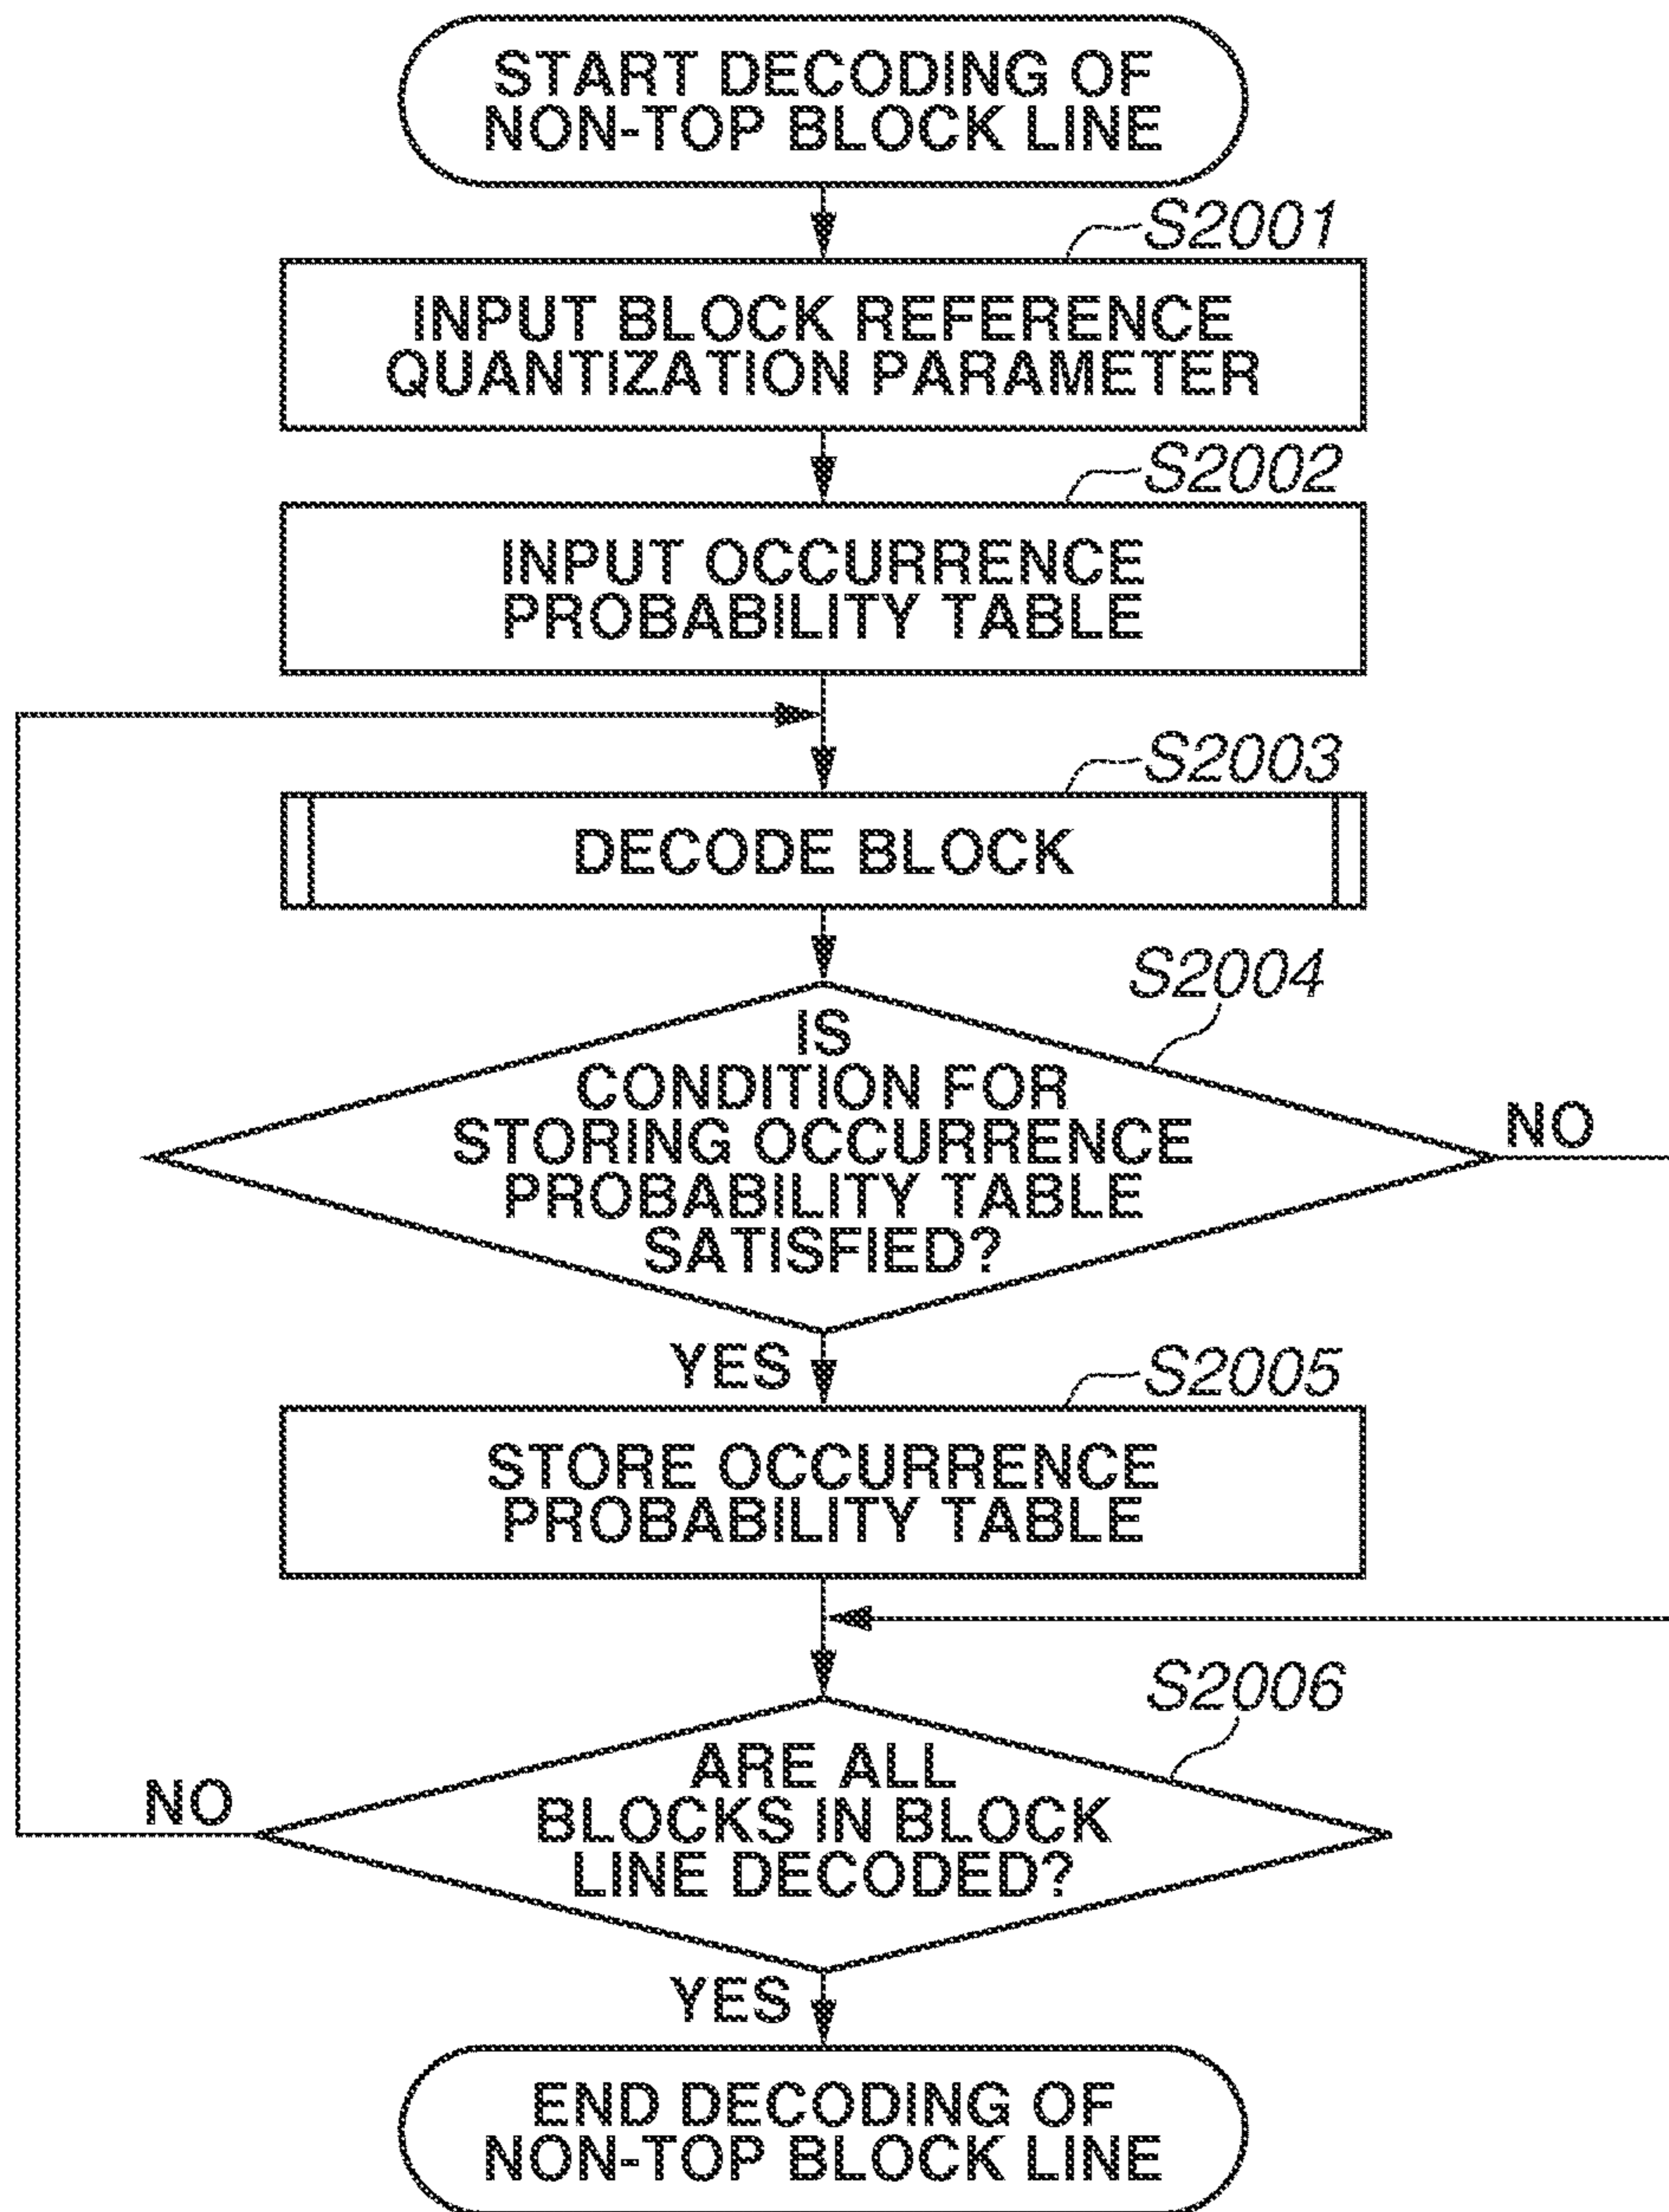 START DECODING OF
NON-TOP BLOCK LINE
S2001
INPUT BLOCK REFERENCE
QUANTIZATION PARAMETER
S2002
INPUT OCCURRENCE
PROBABILITY TABLE
S2003
DECODE BLOCK
S2004
IS
CONDITION FOR
STORING OCCURRENCE
PROBABILITY TABLE
SATISFIED?
NO
YES
S2005
STORE OCCURRENCE
PROBABILITY TABLE
S2006
ARE ALL
BLOCKS IN BLOCK
LINE DECODED?
NO
YES
END DECODING OF
NON-TOP BLOCK LINE